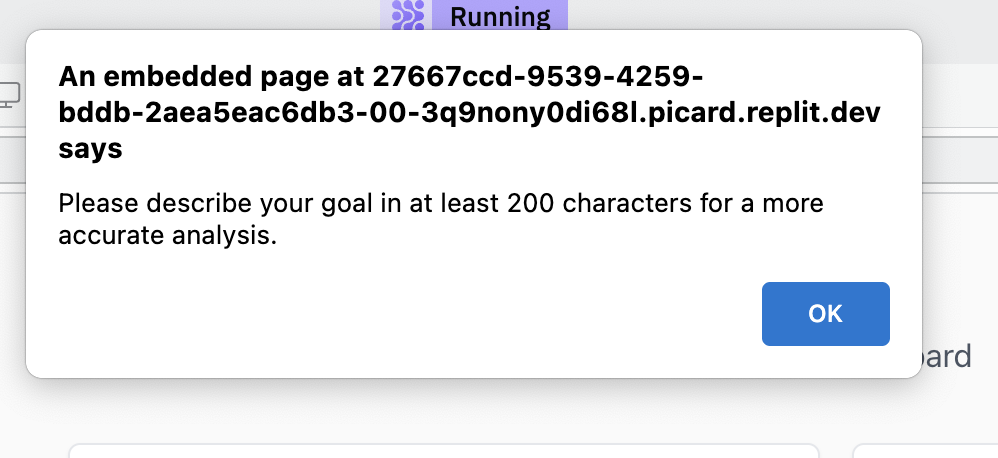 Running
An embedded page at 27667ccd-9539-4259-
bddb-2aea5eac6db3-00-3q9nony0di68l.picard.replit.dev
says
Please describe your goal in at least 200 characters for a more
accurate analysis.
OK